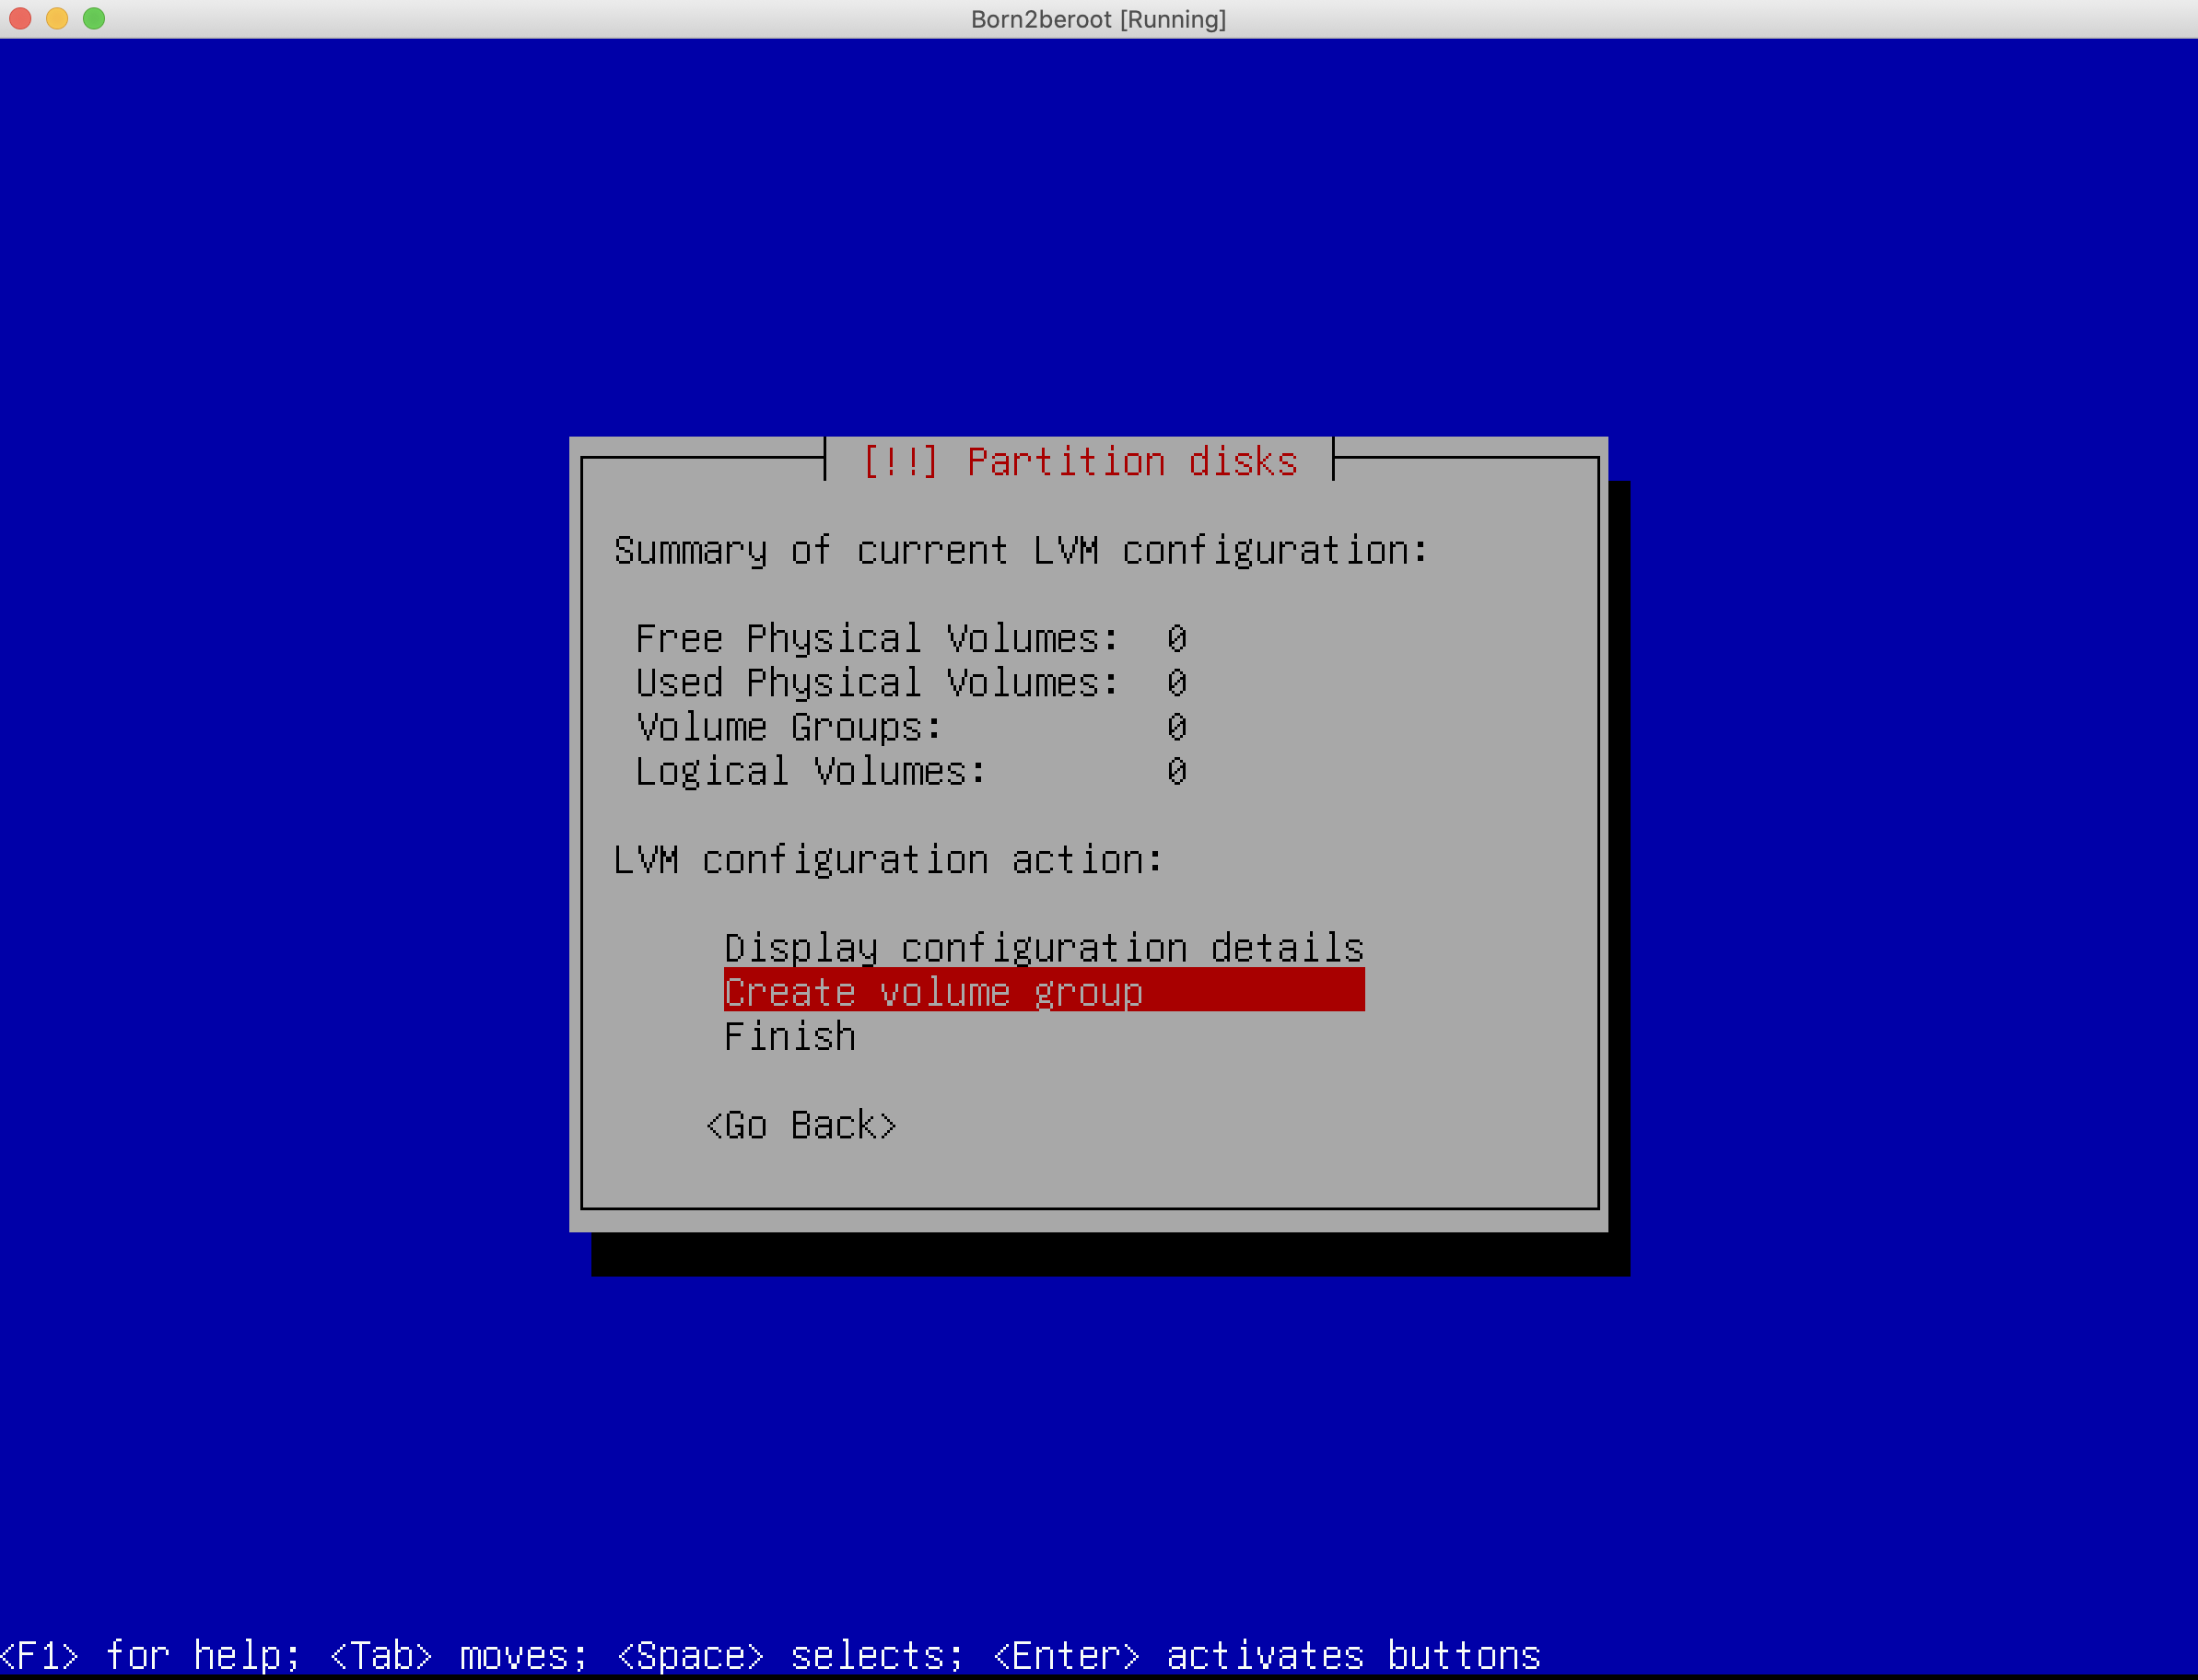 Born2beroot [Running]
[!!] Partition disks
Summary of current LVM configuration:
Free Physical Volumes: 0
Used Physical Volumes: 0
Volume Groups: 0
Logical Volumes: 0
LVM configuration action:
Display configuration details
Create volume group
Finish
<Go Back>
<F1> for help; <Tab> moves; <Space> selects; <Enter> activates buttons